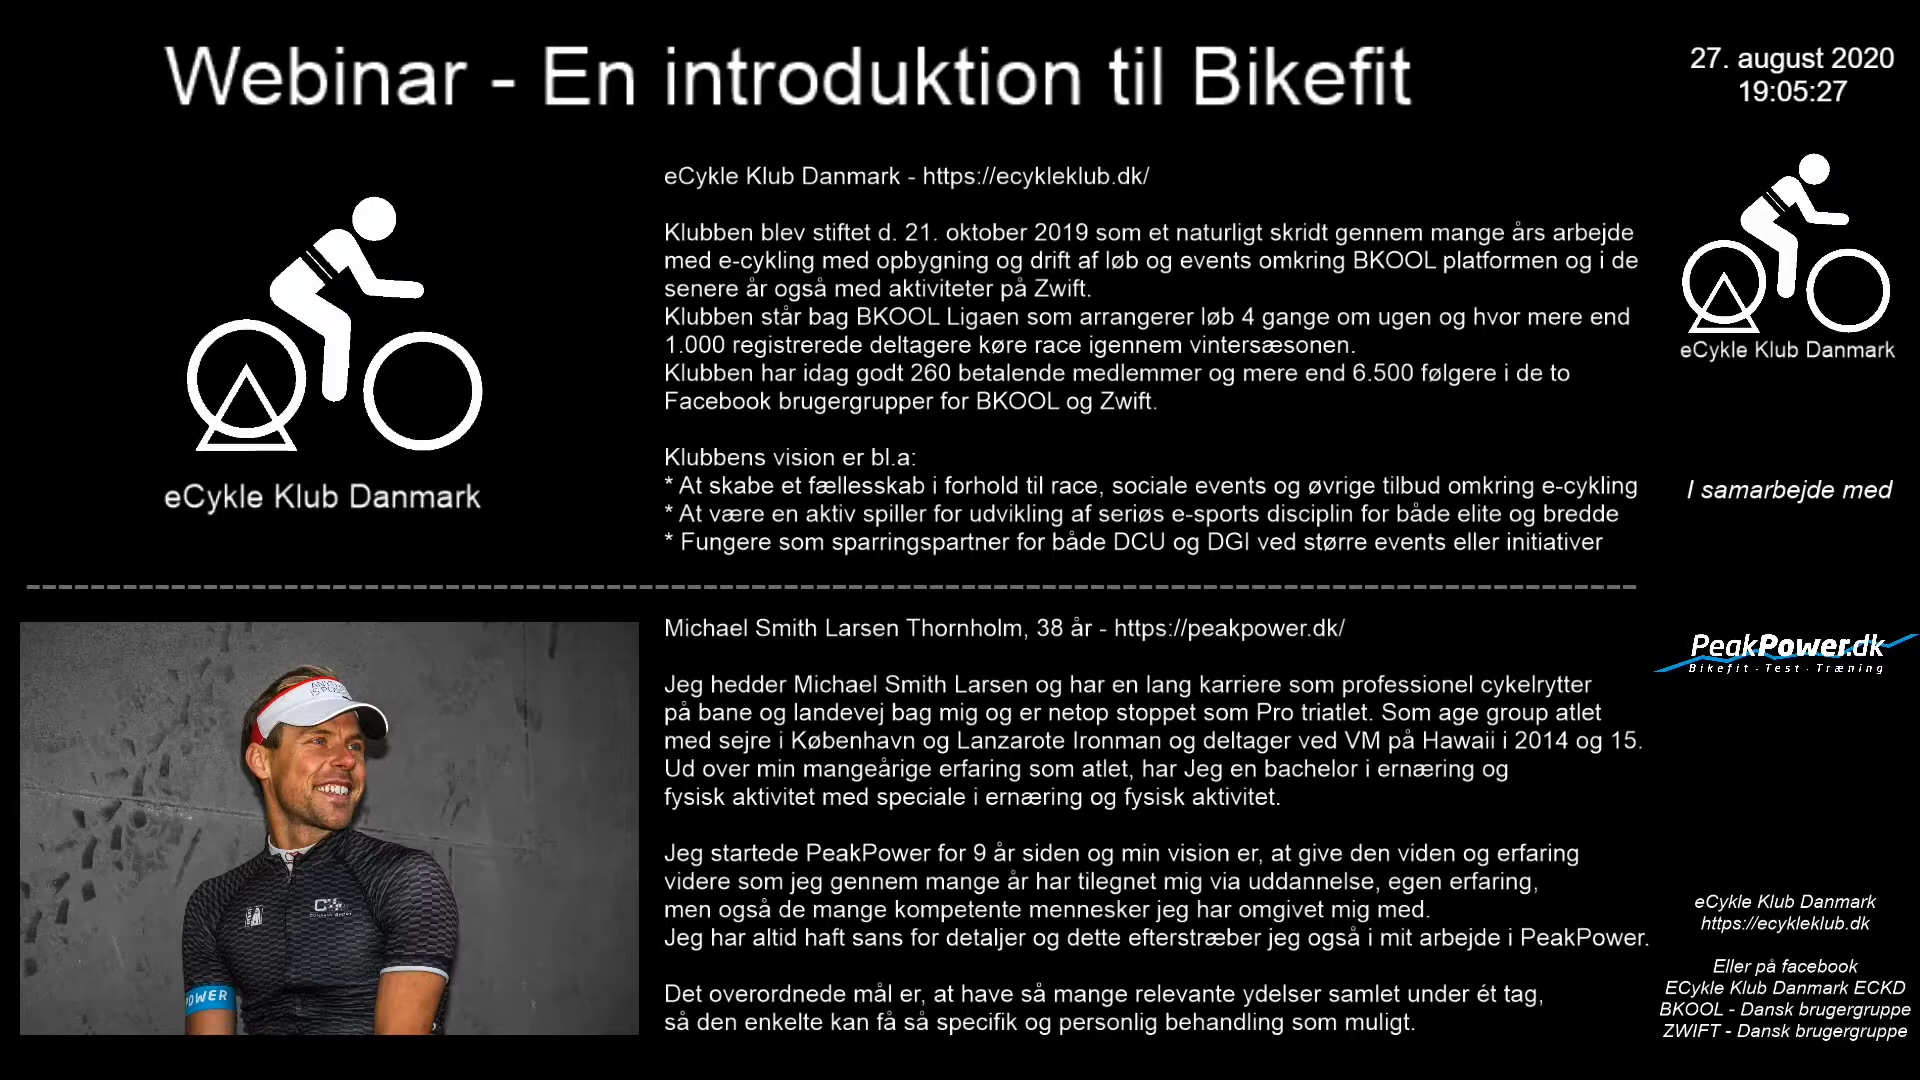 Webinar - En introduktion til Bikefit
27. august 2020
19:05:27
eCykle Klub Danmark
eCykle Klub Danmark - https://ecykleklub.dk/
Klubben blev stiftet d. 21. oktober 2019 som et naturligt skridt gennem mange års arbejde
med e-cykling med opbygning og drift af løb og events omkring BKOOL platformen og i de
senere år også med aktiviteter på Zwift.
Klubben står bag BKOOL Ligaen som arrangerer løb 4 gange om ugen og hvor mere end
1.000 registrerede deltagere køre race igennem vintersæsonen.
Klubben har idag godt 260 betalende medlemmer og mere end 6.500 følgere i de to
Facebook brugergrupper for BKOOL og Zwift.
Klubbens vision er bl.a:
* At skabe et fællesskab i forhold til race, sociale events og øvrige tilbud omkring e-cykling
* At være en aktiv spiller for udvikling af seriøs e-sports disciplin for både elite og bredde
* Fungere som sparringspartner for både DCU og DGI ved større events eller initiativer
eCykle Klub Danmark
I samarbejde med
Michael Smith Larsen Thornholm, 38 år - https://peakpower.dk/
Jeg hedder Michael Smith Larsen og har en lang karriere som professionel cykelrytter
på bane og landevej bag mig og er netop stoppet som Pro triatlet. Som age group atlet
med sejre i København og Lanzarote Ironman og deltager ved VM på Hawaii i 2014 og 15.
Ud over min mangeårige erfaring som atlet, har Jeg en bachelor i ernæring og
fysisk aktivitet med speciale i ernæring og fysisk aktivitet.
Jeg startede PeakPower for 9 år siden og min vision er, at give den viden og erfaring
videre som jeg gennem mange år har tilegnet mig via uddannelse, egen erfaring,
men også de mange kompetente mennesker jeg har omgivet mig med.
Jeg har altid haft sans for detaljer og dette efterstræber jeg også i mit arbejde i PeakPower.
Det overordnede mål er, at have så mange relevante ydelser samlet under ét tag,
så den enkelte kan få så specifik og personlig behandling som muligt.
PeakPower.dk
Bikefit · Test · Træning
eCykle Klub Danmark
https://ecykleklub.dk
Eller på facebook
ECykle Klub Danmark ECKD
BKOOL - Dansk brugergruppe
ZWIFT - Dansk brugergruppe
OWER